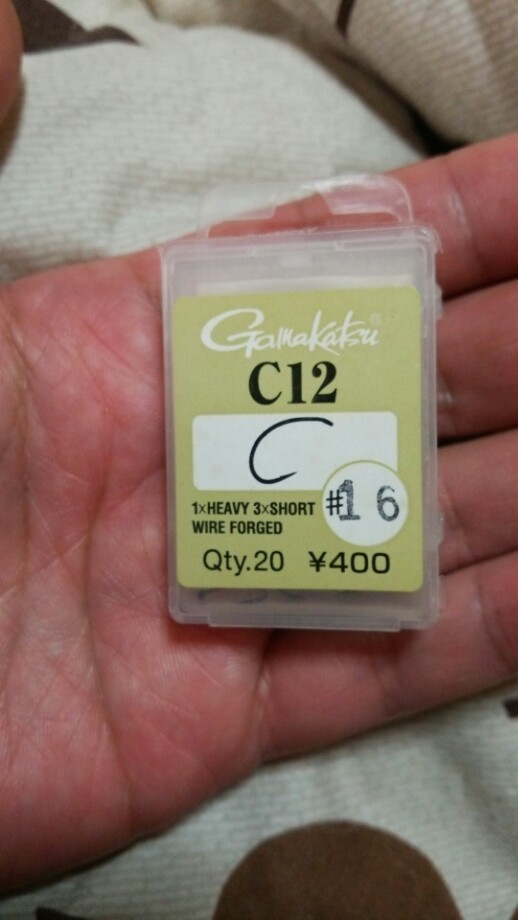 Gamakatsu®
C12
1×HEAVY 3×SHORT
WIRE FORGED
#16
Qty.20 ¥400